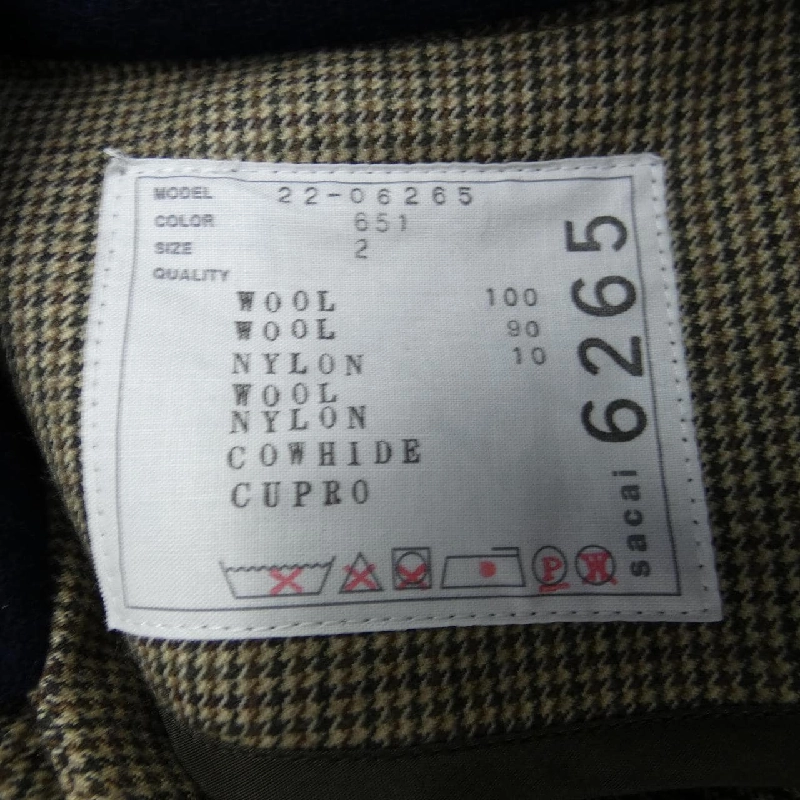 MODEL 22-06265
COLOR 651
SIZE 2
QUALITY
WOOL 100
WOOL 90
NYLON 10
WOOL
NYLON
COWHIDE
CUPRO
P
W
sacai 6265